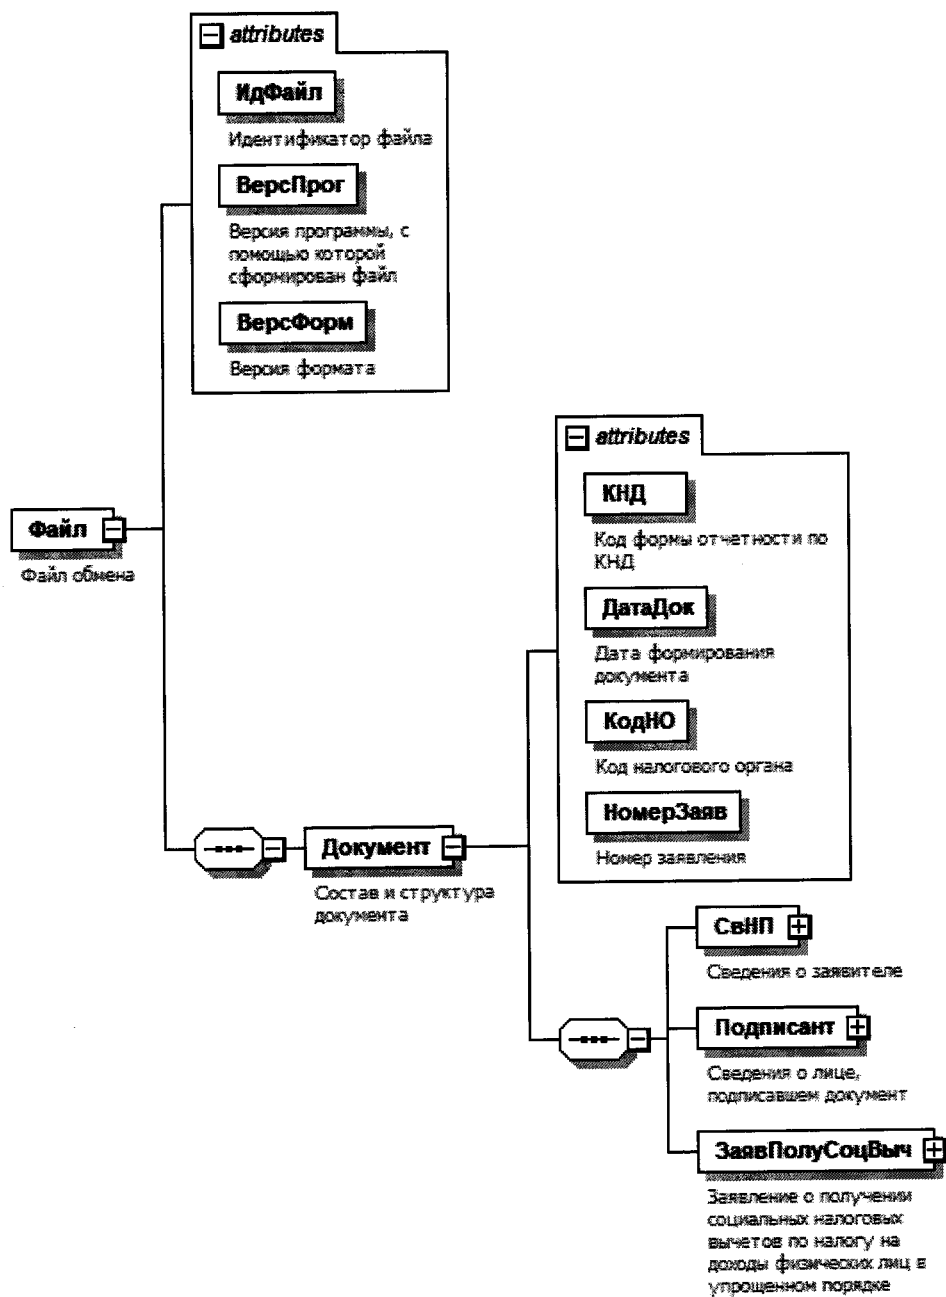 attributes
ИдФайл
Идентификатор файла
ВерсПрог
Версия программы, с
помощью которой
сформирован файл
ВерсФорм
Версия формата
Файл
Файл обмена
attributes
КНД
Код формы отчетности по
КНД
ДатаДок
Дата формирования
документа
КодНО
Код налогового органа
НомерЗаяв
Номер заявления
Документ
Состав и структура
документа
СвНП
Сведения о заявителе
Подписант
Сведения о лице,
подписавшем документ
ЗаявПолуСоцВыч
Заявление о получении
социальных налоговых
вычетов по налогу на
доходы физических лиц в
упрощенном порядке